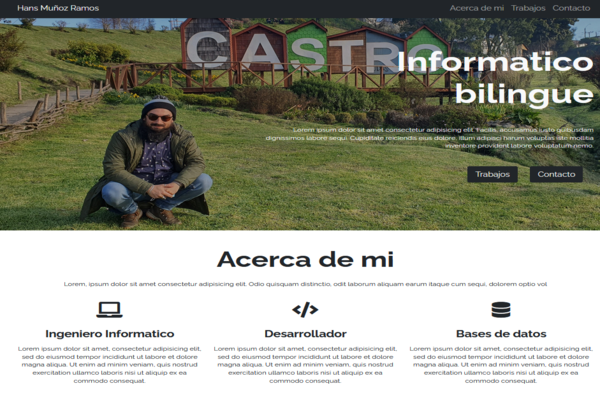 Hans Muñoz Ramos
Acerca de mi Trabajos Contacto
CASTRO
Informatico
bilingue
Lorem ipsum dolor sit amet consectetur adipisicing elit. Facilis, accusamus iusto quibusdam
dignissimos laborum sequi. Cupiditate reiciendis eius dolore. Illum adipisci harum voluptas iste mollitia
inventore provident labore voluptatum nemo.
Trabajos Contacto
Acerca de mi
Lorem, ipsum dolor sit amet consectetur adipisicing elit. Odio quisquam distinctio, odit laborum aliquam earum itaque cum sequi, dolorem optio vol
Ingeniero Informatico Desarrollador Bases de datos
Lorem ipsum dolor sit amet, consectetur adipiscing elit,
sed do eiusmod tempor incididunt ut labore et dolore
magna aliqua. Ut enim ad minim veniam, quis nostrud
exercitation ullamco laboris nisi ut aliquip ex ea
commodo consequat.
Lorem ipsum dolor sit amet, consectetur adipiscing elit,
sed do eiusmod tempor incididunt ut labore et dolore
magna aliqua. Ut enim ad minim veniam, quis nostrud
exercitation ullamco laboris nisi ut aliquip ex ea
commodo consequat.
Lorem ipsum dolor sit amet, consectetur adipiscing elit,
sed do eiusmod tempor incididunt ut labore et dolore
magna aliqua. Ut enim ad minim veniam, quis nostrud
exercitation ullamco laboris nisi ut aliquip ex ea
commodo consequat.